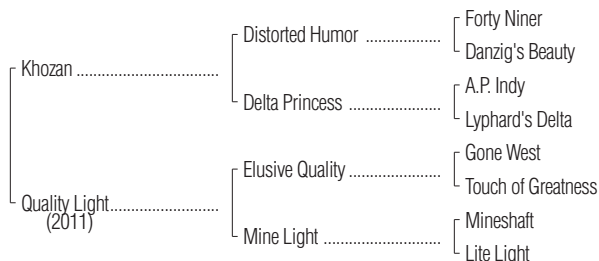 Forty Niner
Distorted Humor ..................
Danzig's Beauty
Khozan ..................................
A.P. Indy
Delta Princess ......................
Lyphard's Delta
Gone West
Elusive Quality ......................
Touch of Greatness
Quality Light..........................
(2011)
Mineshaft
Mine Light ............................
Lite Light